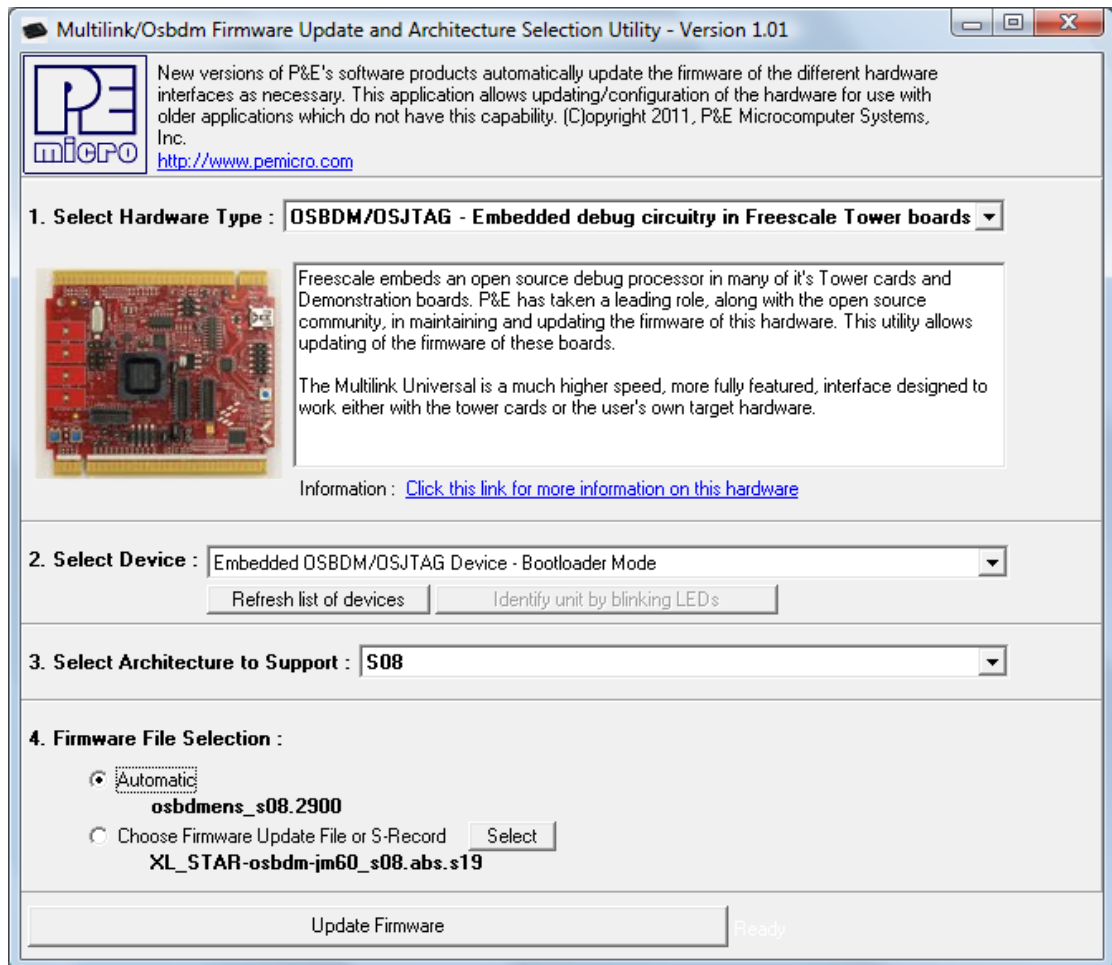 Multilink/Osbdm Firmware Update and Architecture Selection Utility - Version 1.01
PE
micro
New versions of P&E's software products automatically update the firmware of the different hardware
interfaces as necessary. This application allows updating/configuration of the hardware for use with
older applications which do not have this capability. (C)opyright 2011, P&E Microcomputer Systems,
Inc.
http://www.pemicro.com
1. Select Hardware Type : OSBDM/OSJTAG - Embedded debug circuitry in Freescale Tower boards
Freescale embeds an open source debug processor in many of it's Tower cards and
Demonstration boards. P&E has taken a leading role, along with the open source
community, in maintaining and updating the firmware of this hardware. This utility allows
updating of the firmware of these boards.
The Multilink Universal is a much higher speed, more fully featured, interface designed to
work either with the tower cards or the user's own target hardware.
Information : Click this link for more information on this hardware
2. Select Device : Embedded OSBDM/OSJTAG Device - Bootloader Mode
Refresh list of devices Identify unit by blinking LEDs
3. Select Architecture to Support : S08
4. Firmware File Selection :
Automatic
osbdmens_s08.2900
Choose Firmware Update File or S-Record Select
XL_STAR-osbdm-jm60_s08.abs.s19
Update Firmware Ready